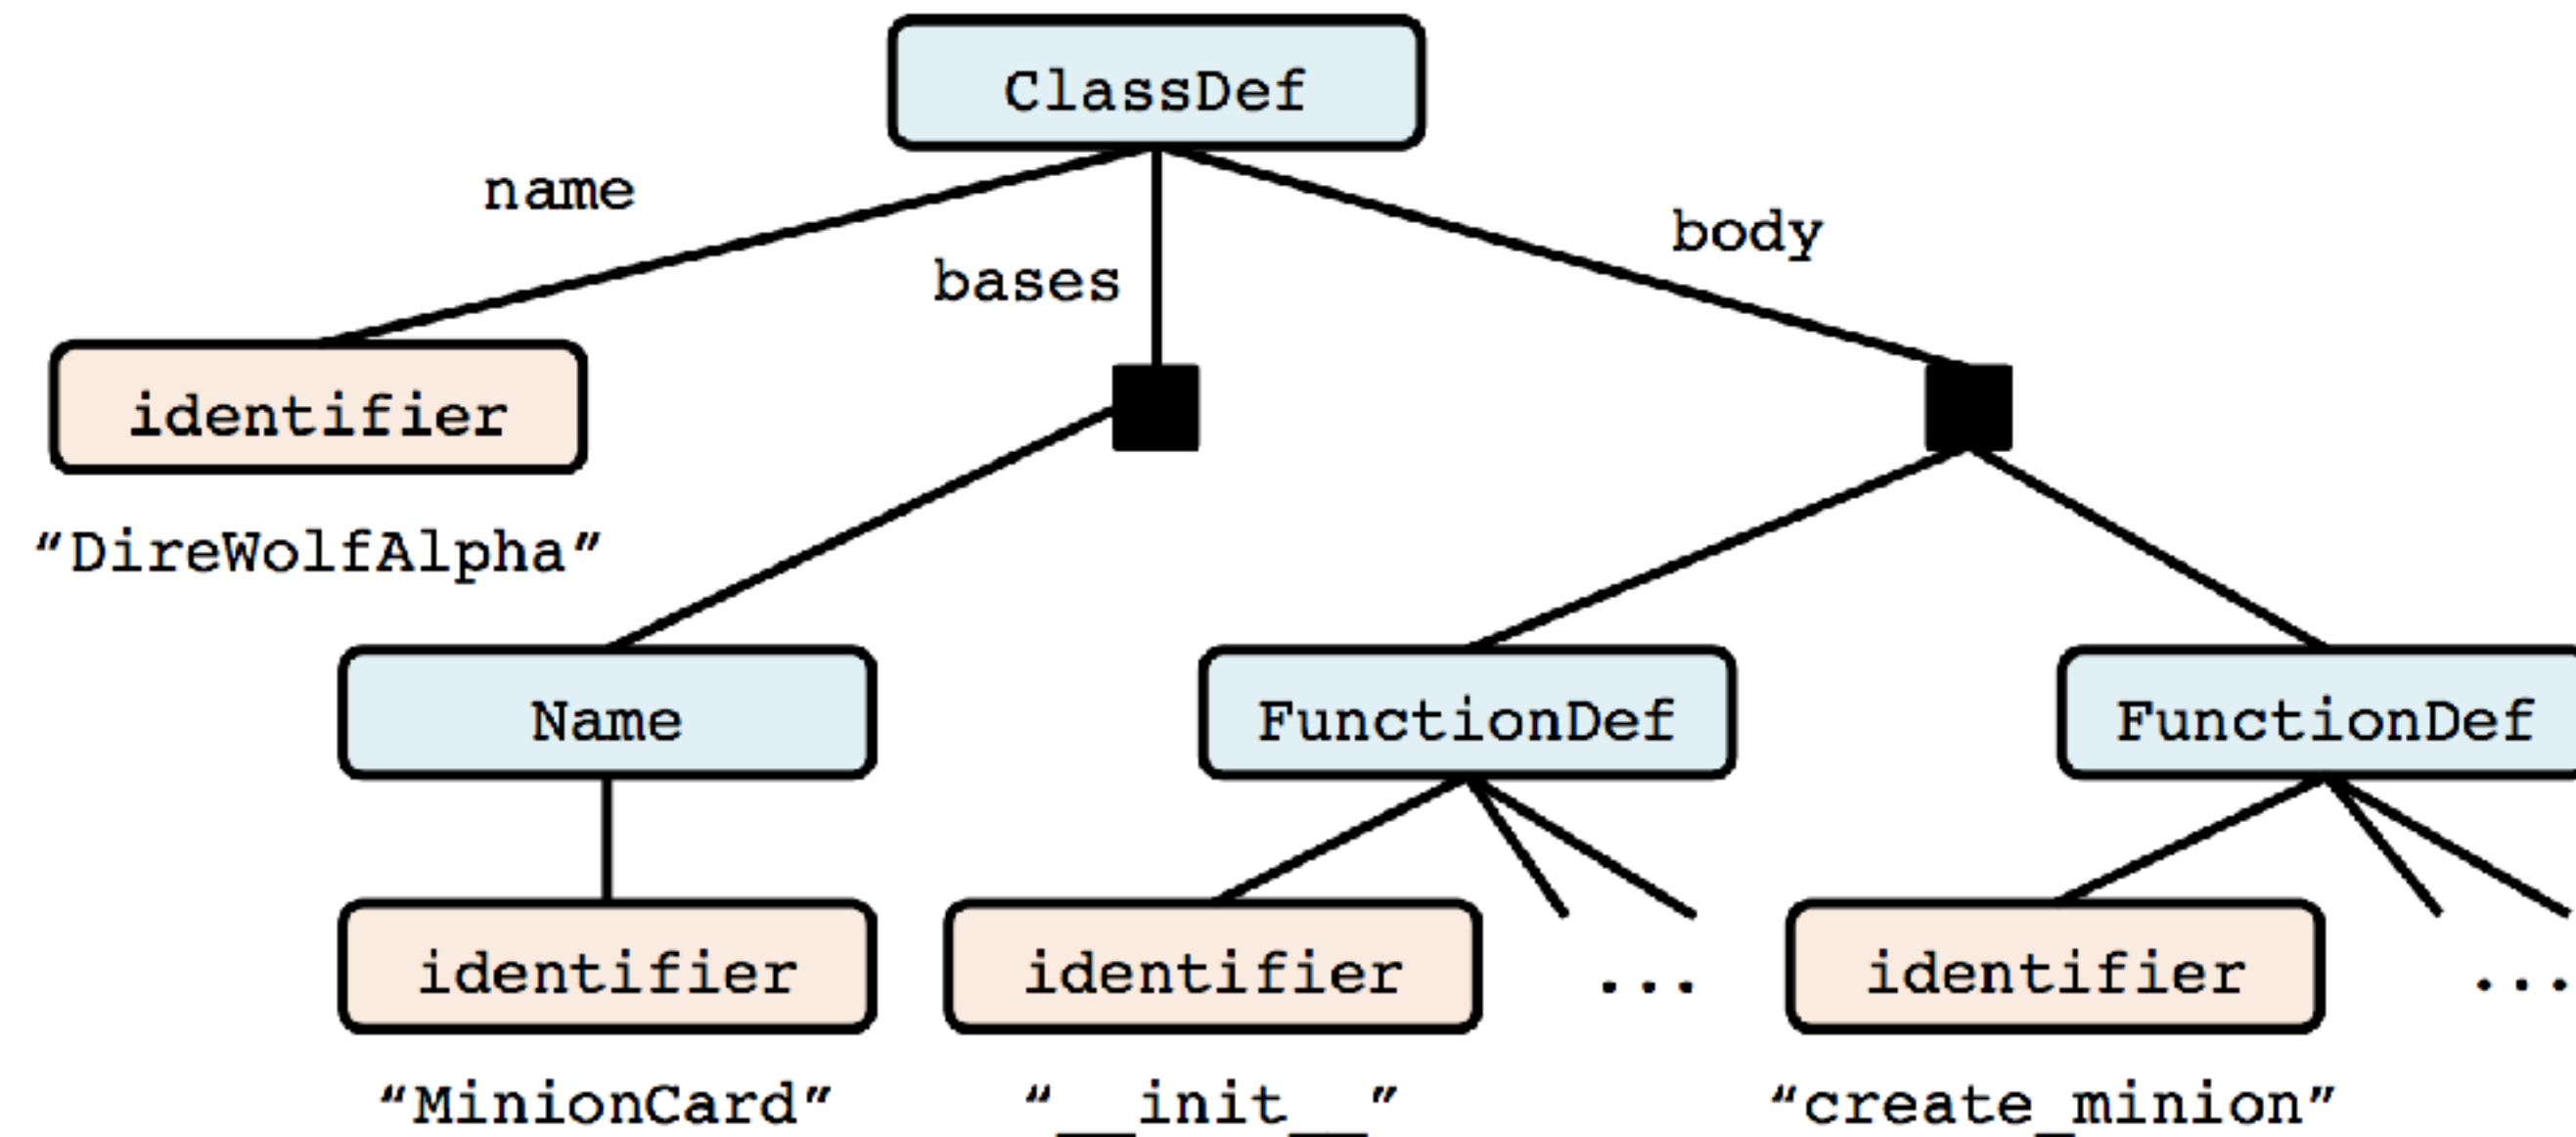 ClassDef
name
body
bases
identifier
“DireWolfAlpha”
Name
FunctionDef
FunctionDef
identifier
identifier
...
identifier
...
“MinionCard”
“__init__”
“create_minion”